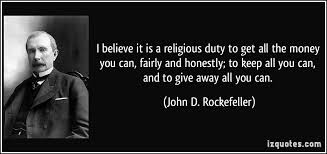 I believe it is a religious duty to get all the money
you can, fairly and honestly; to keep all you can,
and to give away all you can.
(John D. Rockefeller)
izquotes.com